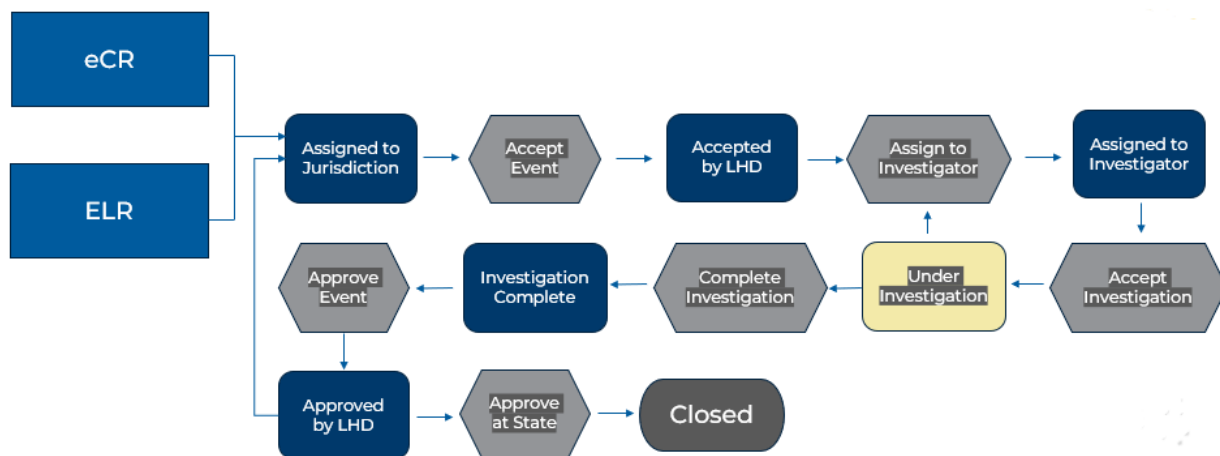 eCR
ELR
Assigned to
Jurisdiction
Accept
Event
Accepted
by LHD
Assign to
Investigator
Assigned to
Investigator
Approve
Event
Investigation
Complete
Complete
Investigation
Under
Investigation
Accept
Investigation
Approved
by LHD
Approve
at State
Closed